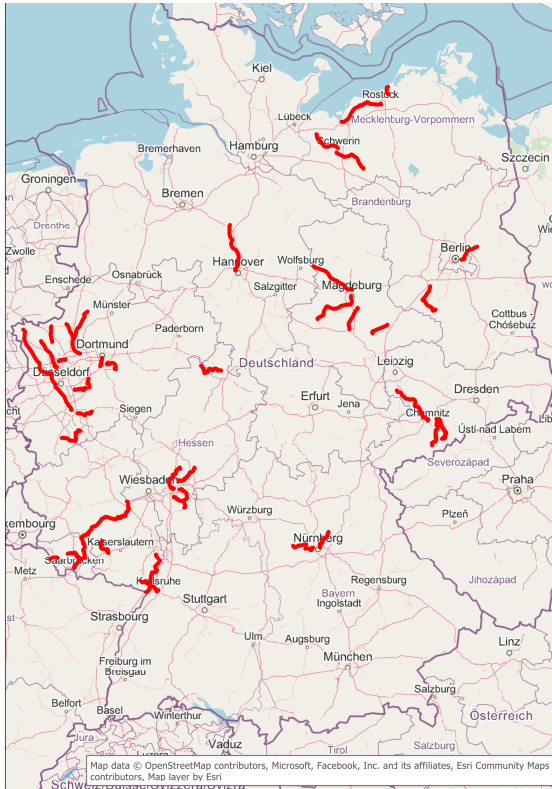 Kiel
Rostock
Lübeck
Mecklenburg-Vorpommern
Schwerin
Bremerhaven
Hamburg
Szczecin
Groningen
Bremen
Brandenburg
Drenthe
Zwolle
Berlin
Hannover
Wolfsburg
Osnabrück
Enschede
Salzgitter
Magdeburg
Münster
Cottbus -
Chóśebuz
Paderborn
Dortmund
Deutschland
Leipzig
Düsseldorf
Dresden
Erfurt
Jena
Siegen
Chemnitz
Ústí nad Labem
Hessen
Severozápad
Wiesbaden
Praha
Würzburg
Plzeň
Kaiserslautern
Nürnberg
Saarbrücken
Metz
Karlsruhe
Regensburg
Jihozápad
Bayern
Stuttgart
Ingolstadt
Strasbourg
Ulm
Augsburg
Linz
München
Freiburg im
Breisgau
Salzburg
Belfort
Basel
Winterthur
Österreich
Jura
Vaduz
Tirol
Salzburg
Map data © OpenStreetMap contributors, Microsoft, Facebook, Inc. and its affiliates, Esri Community Maps
contributors, Map layer by Esri